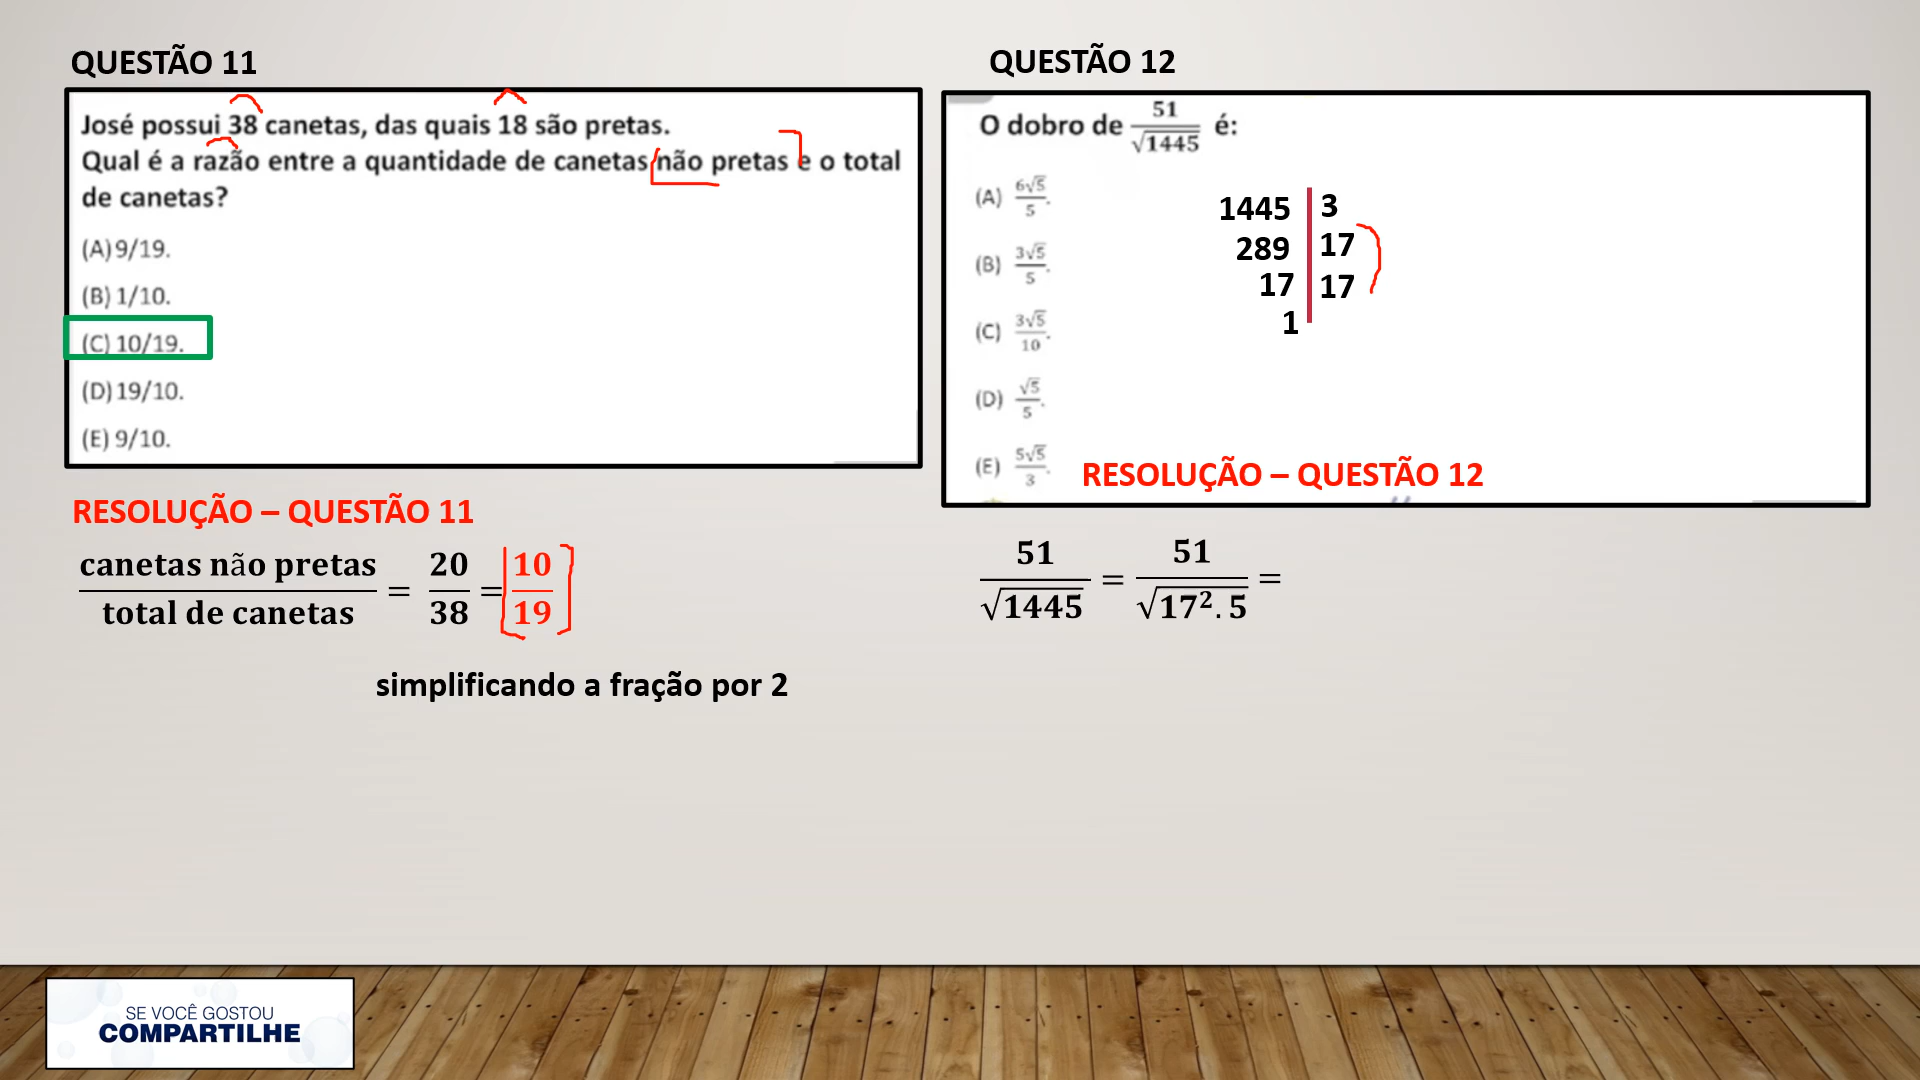 QUESTÃO 11
José possui 38 canetas, das quais 18 são pretas.
Qual é a razão entre a quantidade de canetas não pretas e o total
de canetas?
(A) 9/19.
(B) 1/10.
(C) 10/19.
(D) 19/10.
(E) 9/10.
RESOLUÇÃO – QUESTÃO 11
canetas não pretas / total de canetas = 20/38 = 10/19
simplificando a fração por 2
QUESTÃO 12
O dobro de 51/√1445 é:
(A) 6√5/5.
(B) 3√5/5.
(C) 3√5/10.
(D) √5/5.
(E) 5√5/3.
1445 | 3
289 | 17
17 | 17
1
RESOLUÇÃO – QUESTÃO 12
51/√1445 = 51/√17².5 =
SE VOCÊ GOSTOU
COMPARTILHE